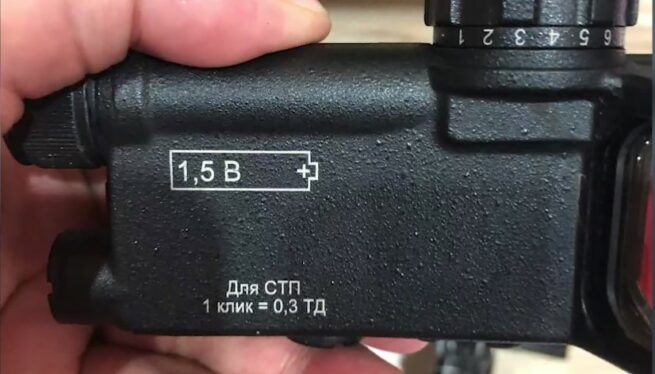 1 2 3 4 5 6
1,5 В +
Для СТП
1 клик = 0,3 ТД